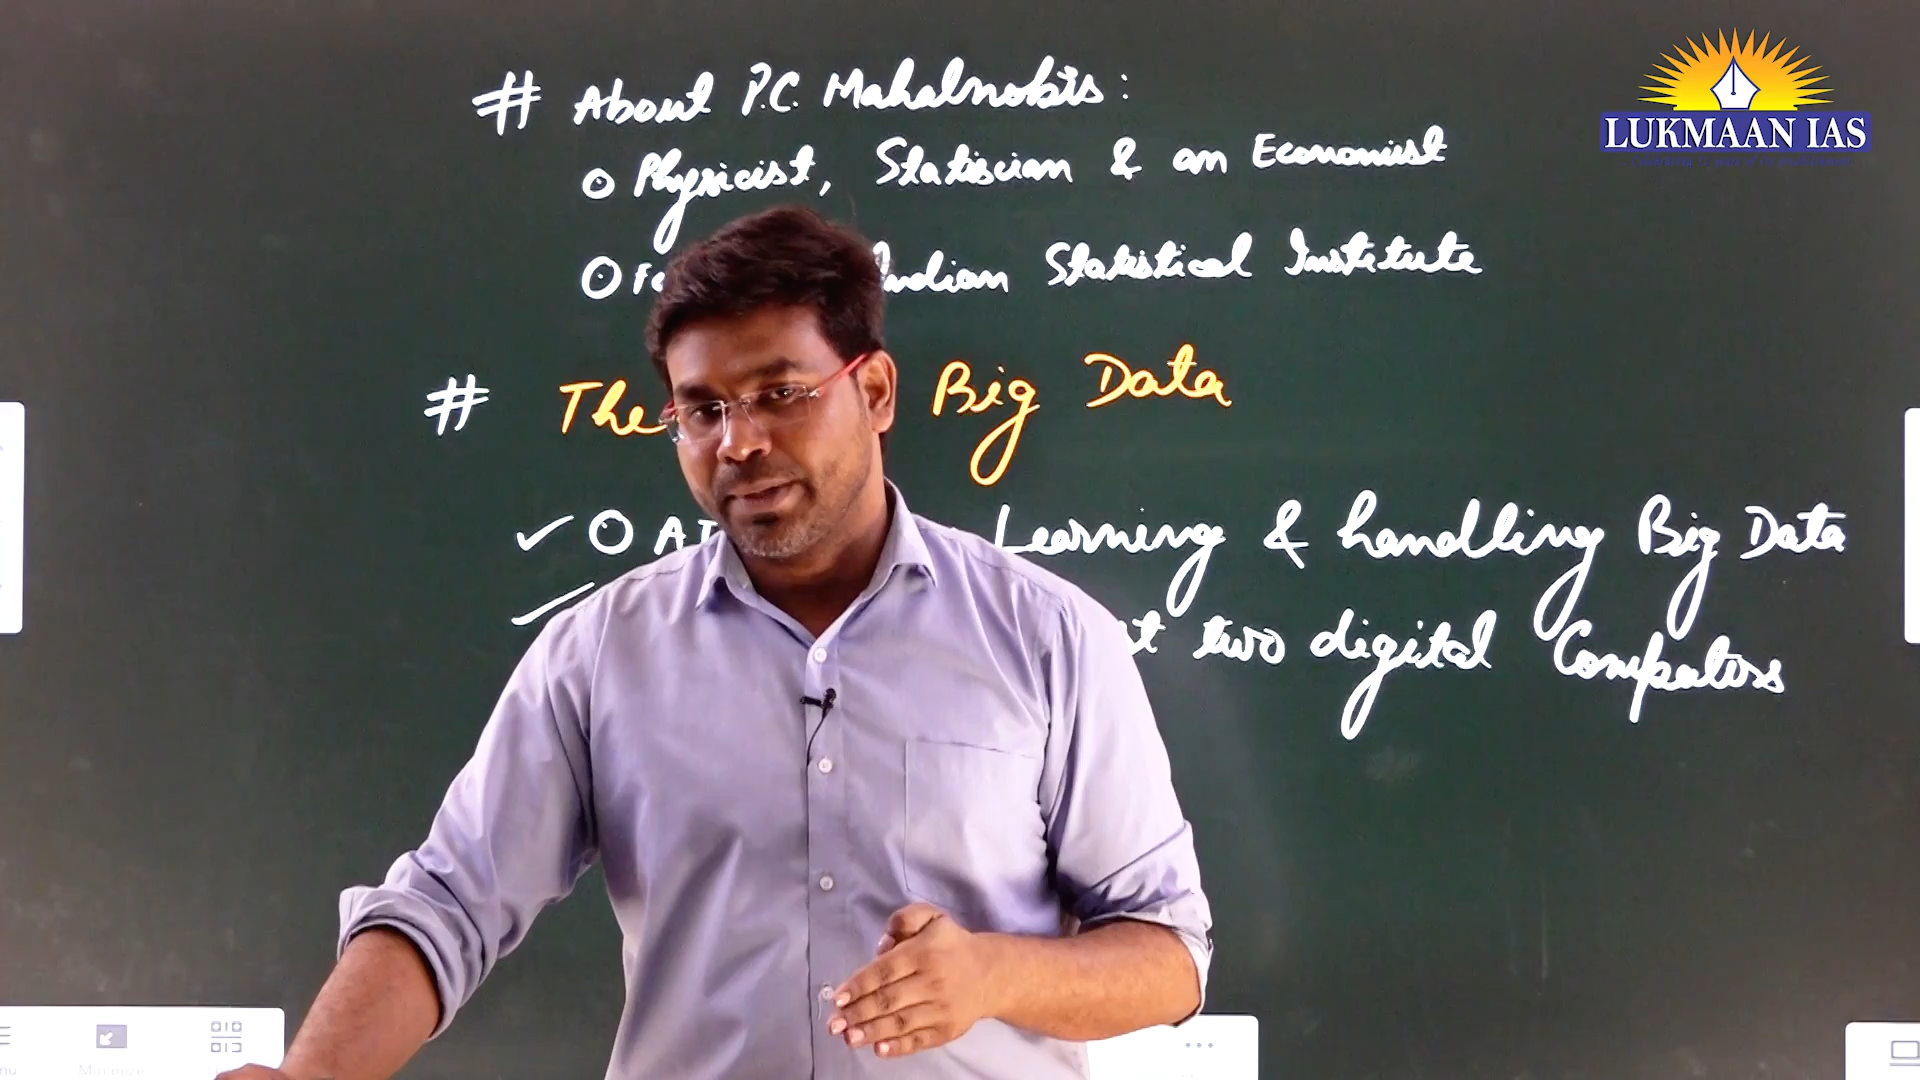 # About P.C. Mahalnobis:
LUKMAAN IAS
o Physicist, Statiscian & an Economist
o Indian Statistical Institute
# The Big Data
✓ o Learning & handling Big Data
two digital Computers
Minimize